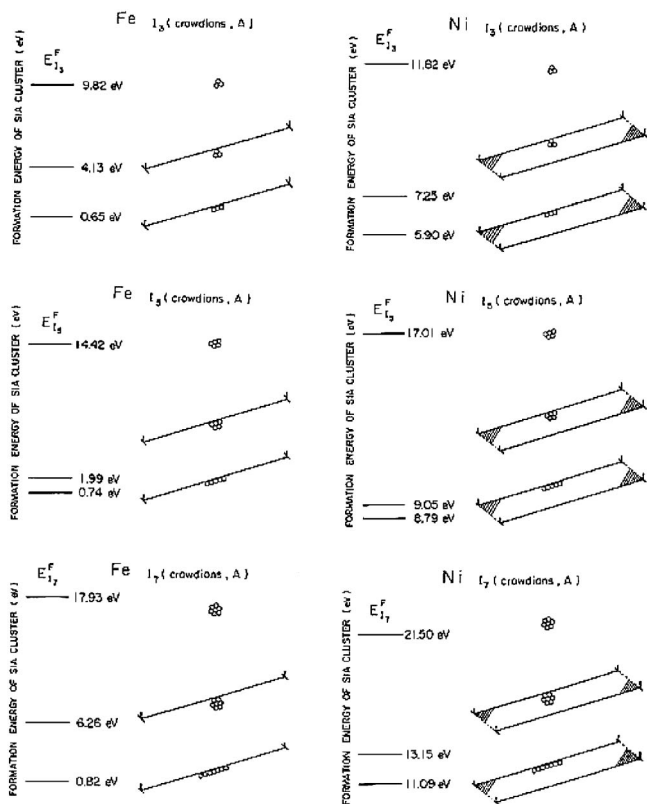 Fe I₃ (crowdions, A)
FORMATION ENERGY OF SIA CLUSTER (eV)
E^F_I₃
9.82 eV
4.13 eV
0.65 eV
Ni I₃ (crowdions, A)
FORMATION ENERGY OF SIA CLUSTER (eV)
E^F_I₃
11.82 eV
7.25 eV
5.90 eV
Fe I₅ (crowdions, A)
FORMATION ENERGY OF SIA CLUSTER (eV)
E^F_I₅
14.42 eV
1.99 eV
0.74 eV
Ni I₅ (crowdions, A)
FORMATION ENERGY OF SIA CLUSTER (eV)
E^F_I₅
17.01 eV
9.05 eV
8.79 eV
Fe I₇ (crowdions, A)
FORMATION ENERGY OF SIA CLUSTER (eV)
E^F_I₇
17.93 eV
6.26 eV
0.82 eV
Ni I₇ (crowdions, A)
FORMATION ENERGY OF SIA CLUSTER (eV)
E^F_I₇
21.50 eV
13.15 eV
11.09 eV